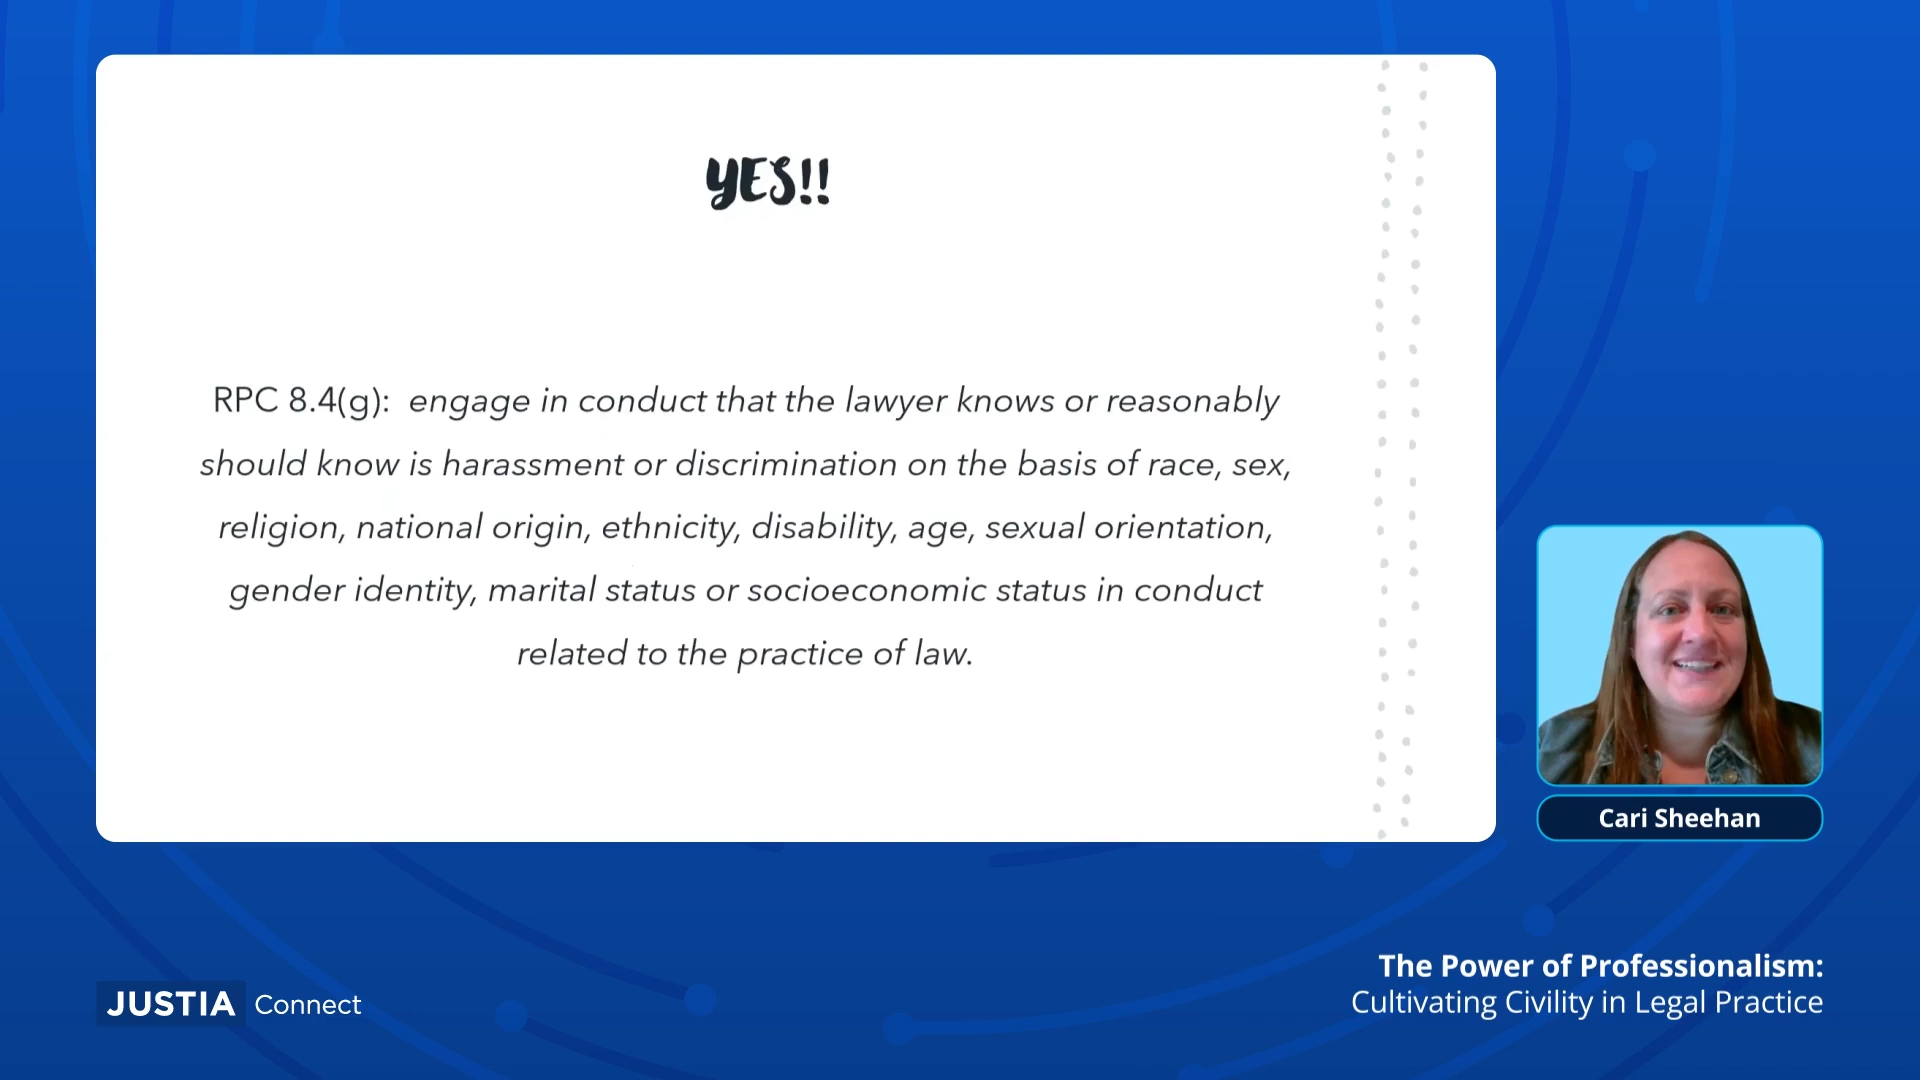 YES!!
RPC 8.4(g): engage in conduct that the lawyer knows or reasonably
should know is harassment or discrimination on the basis of race, sex,
religion, national origin, ethnicity, disability, age, sexual orientation,
gender identity, marital status or socioeconomic status in conduct
related to the practice of law.
Cari Sheehan
The Power of Professionalism:
Cultivating Civility in Legal Practice
JUSTIA Connect